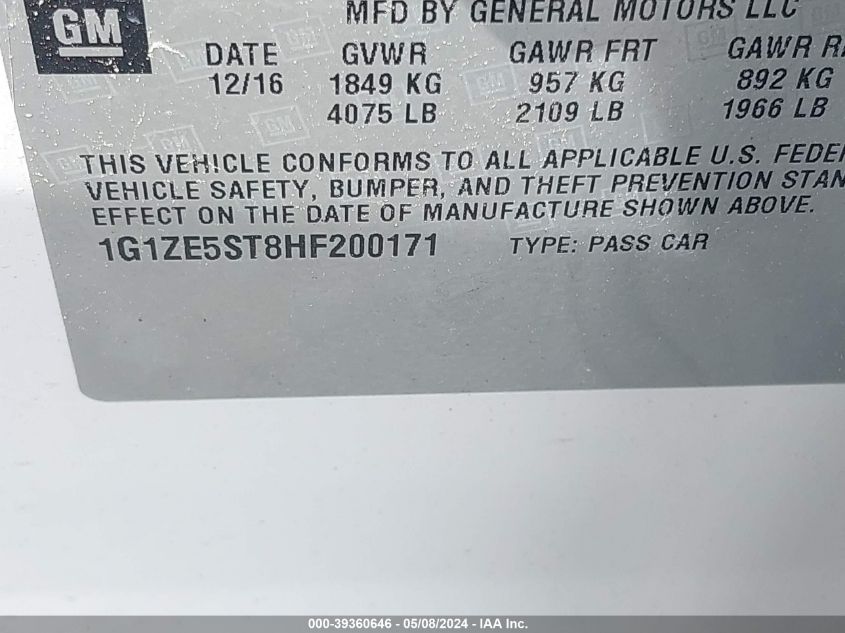 GM MFD BY GENERAL MOTORS LLC
DATE GVWR GAWR FRT GAWR
12/16 1849 KG 957 KG 892 KG
4075 LB 2109 LB 1966 LB
THIS VEHICLE CONFORMS TO ALL APPLICABLE U.S.
VEHICLE SAFETY, BUMPER, AND THEFT PREVENTION
EFFECT ON THE DATE OF MANUFACTURE SHOWN ABOVE.
1G1ZE5ST8HF200171 TYPE: PASS CAR
000-39360646 - 05/08/2024 - IAA Inc.